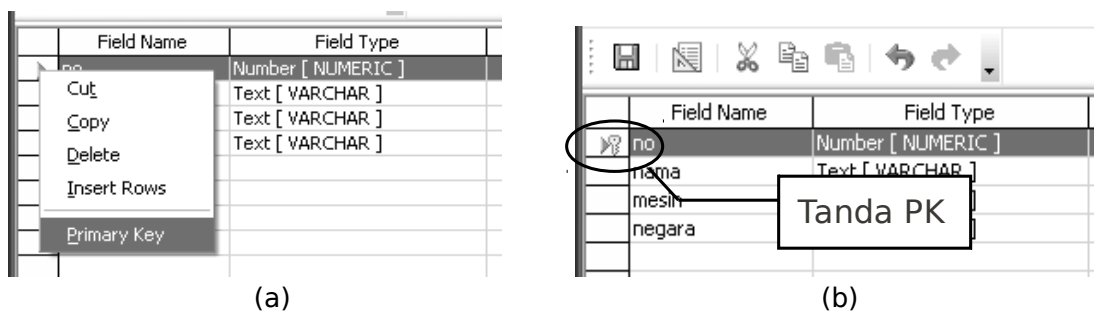 Field Name Field Type
no Number [ NUMERIC ]
Cut Text [ VARCHAR ]
Copy Text [ VARCHAR ]
Delete Text [ VARCHAR ]
Insert Rows
Primary Key
(a)
Field Name Field Type
no Number [ NUMERIC ]
nama Text [ VARCHAR ]
mesin
Tanda PK
negara
(b)